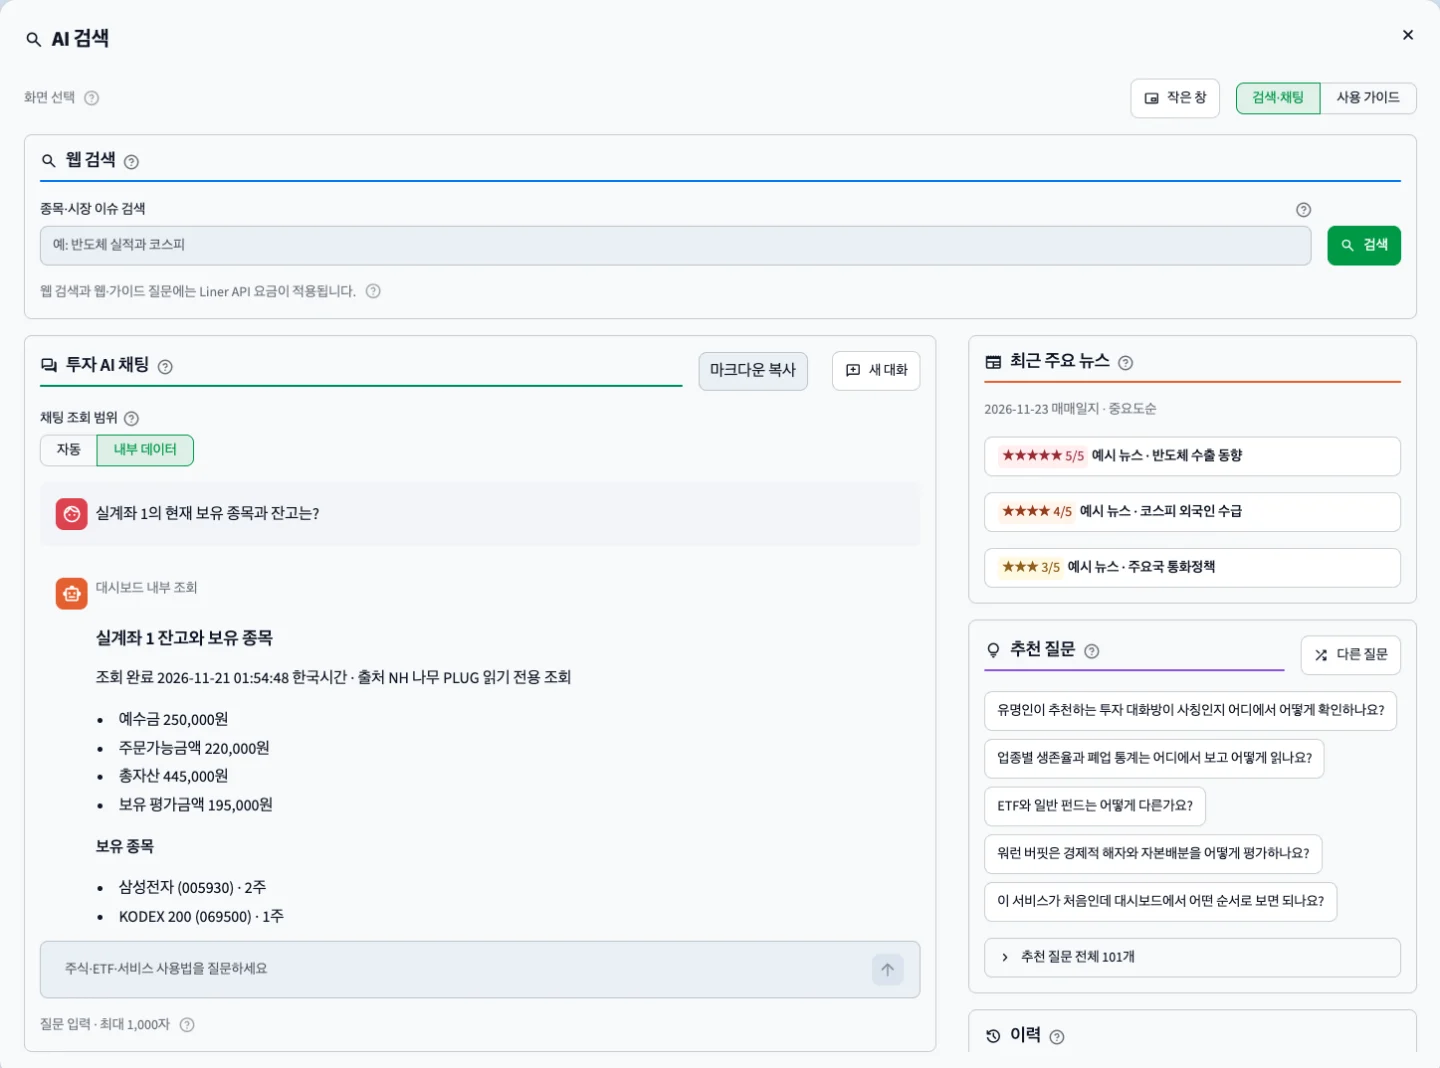 AI 검색
화면 선택
작은 창
검색·채팅
사용 가이드
웹 검색
종목·시장 이슈 검색
예: 반도체 실적과 코스피
검색
웹 검색과 웹·가이드 질문에는 Liner API 요금이 적용됩니다.
투자 AI 채팅
마크다운 복사
새 대화
채팅 조회 범위
자동
내부 데이터
실계좌 1의 현재 보유 종목과 잔고는?
대시보드 내부 조회
실계좌 1 잔고와 보유 종목
조회 완료 2026-11-21 01:54:48 한국시간 · 출처 NH 나무 PLUG 읽기 전용 조회
• 예수금 250,000원
• 주문가능금액 220,000원
• 총자산 445,000원
• 보유 평가금액 195,000원
보유 종목
• 삼성전자 (005930) · 2주
• KODEX 200 (069500) · 1주
주식·ETF·서비스 사용법을 질문하세요
질문 입력 · 최대 1,000자
최근 주요 뉴스
2026-11-23 매매일지 · 중요도순
★★★★★ 5/5 예시 뉴스 · 반도체 수출 동향
★★★★ 4/5 예시 뉴스 · 코스피 외국인 수급
★★★ 3/5 예시 뉴스 · 주요국 통화정책
추천 질문
다른 질문
유명인이 추천하는 투자 대화방이 사칭인지 어디에서 어떻게 확인하나요?
업종별 생존율과 폐업 통계는 어디에서 보고 어떻게 읽나요?
ETF와 일반 펀드는 어떻게 다른가요?
워런 버핏은 경제적 해자와 자본배분을 어떻게 평가하나요?
이 서비스가 처음인데 대시보드에서 어떤 순서로 보면 되나요?
추천 질문 전체 101개
이력